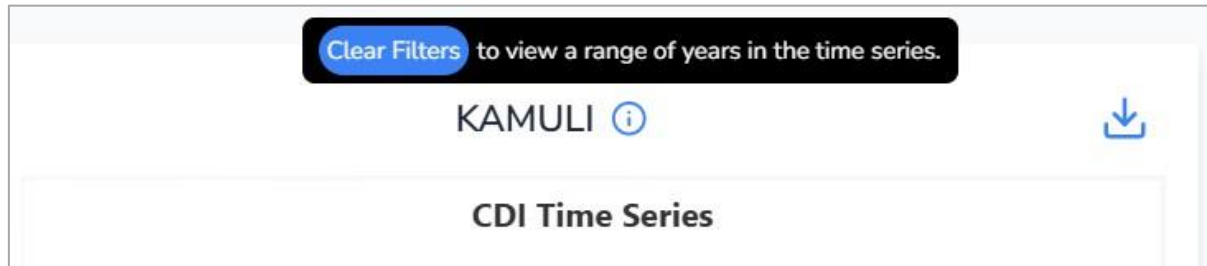 Clear Filters to view a range of years in the time series.
KAMULI
CDI Time Series